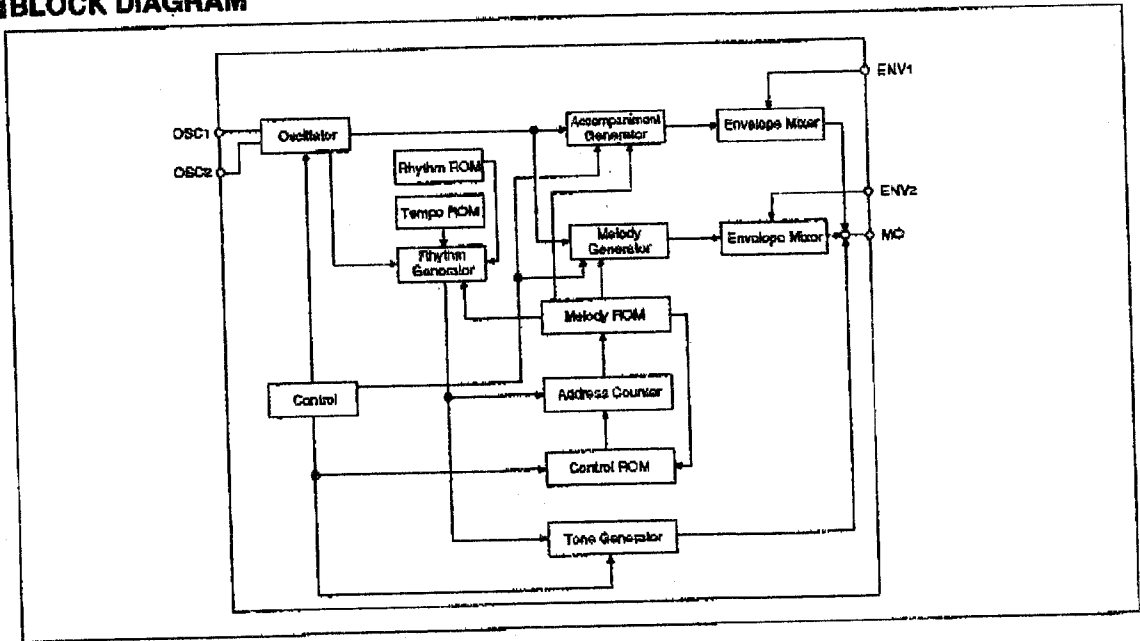 BLOCK DIAGRAM
ENV1
OSC1
Oscillator
Accompaniment
Generator
Envelope Mixer
OSC2
Rhythm ROM
Tempo ROM
ENV2
Melody
Generator
Envelope Mixer
MO
Rhythm
Generator
Melody ROM
Control
Address Counter
Control ROM
Tone Generator